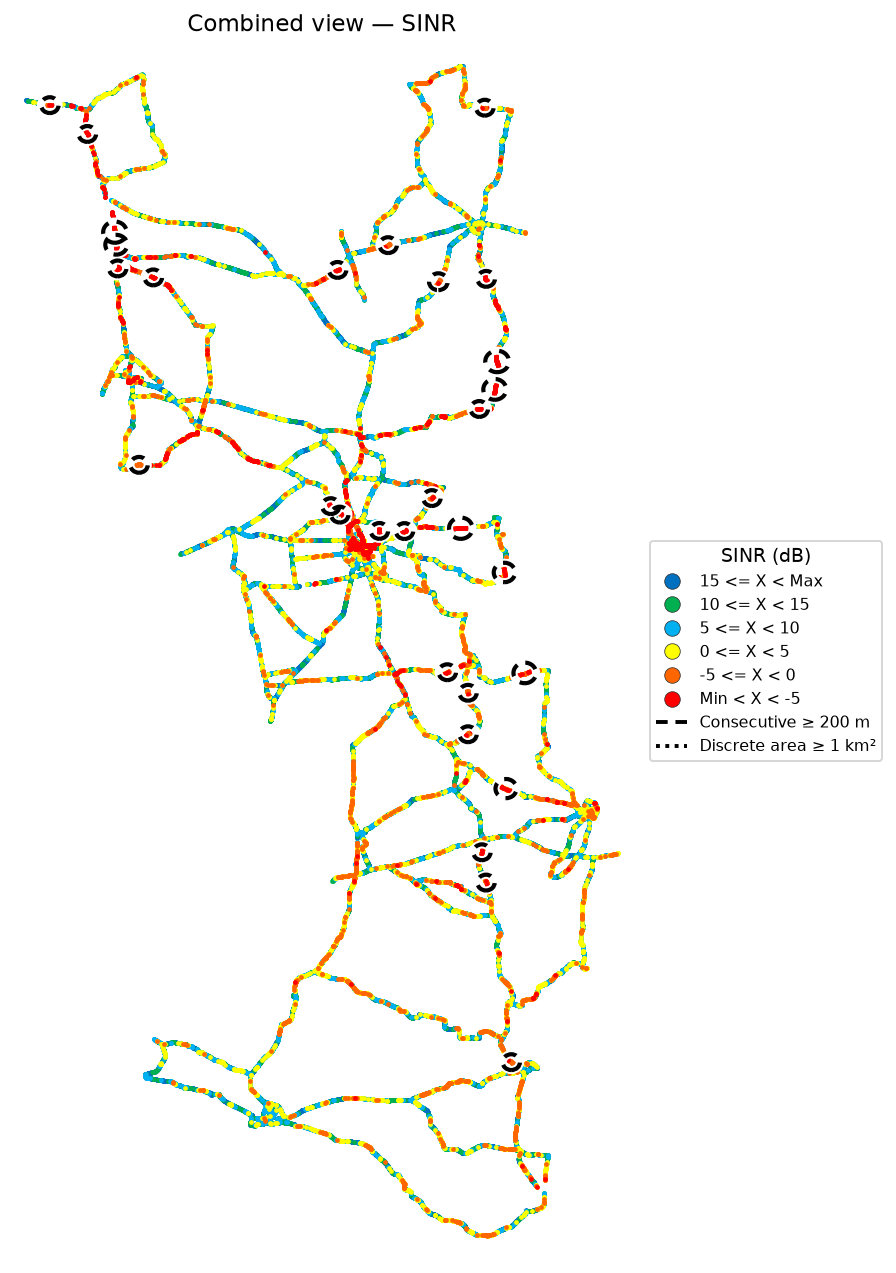 Combined view — SINR
SINR (dB)
15 <= X < Max
10 <= X < 15
5 <= X < 10
0 <= X < 5
-5 <= X < 0
Min < X < -5
Consecutive ≥ 200 m
Discrete area ≥ 1 km²